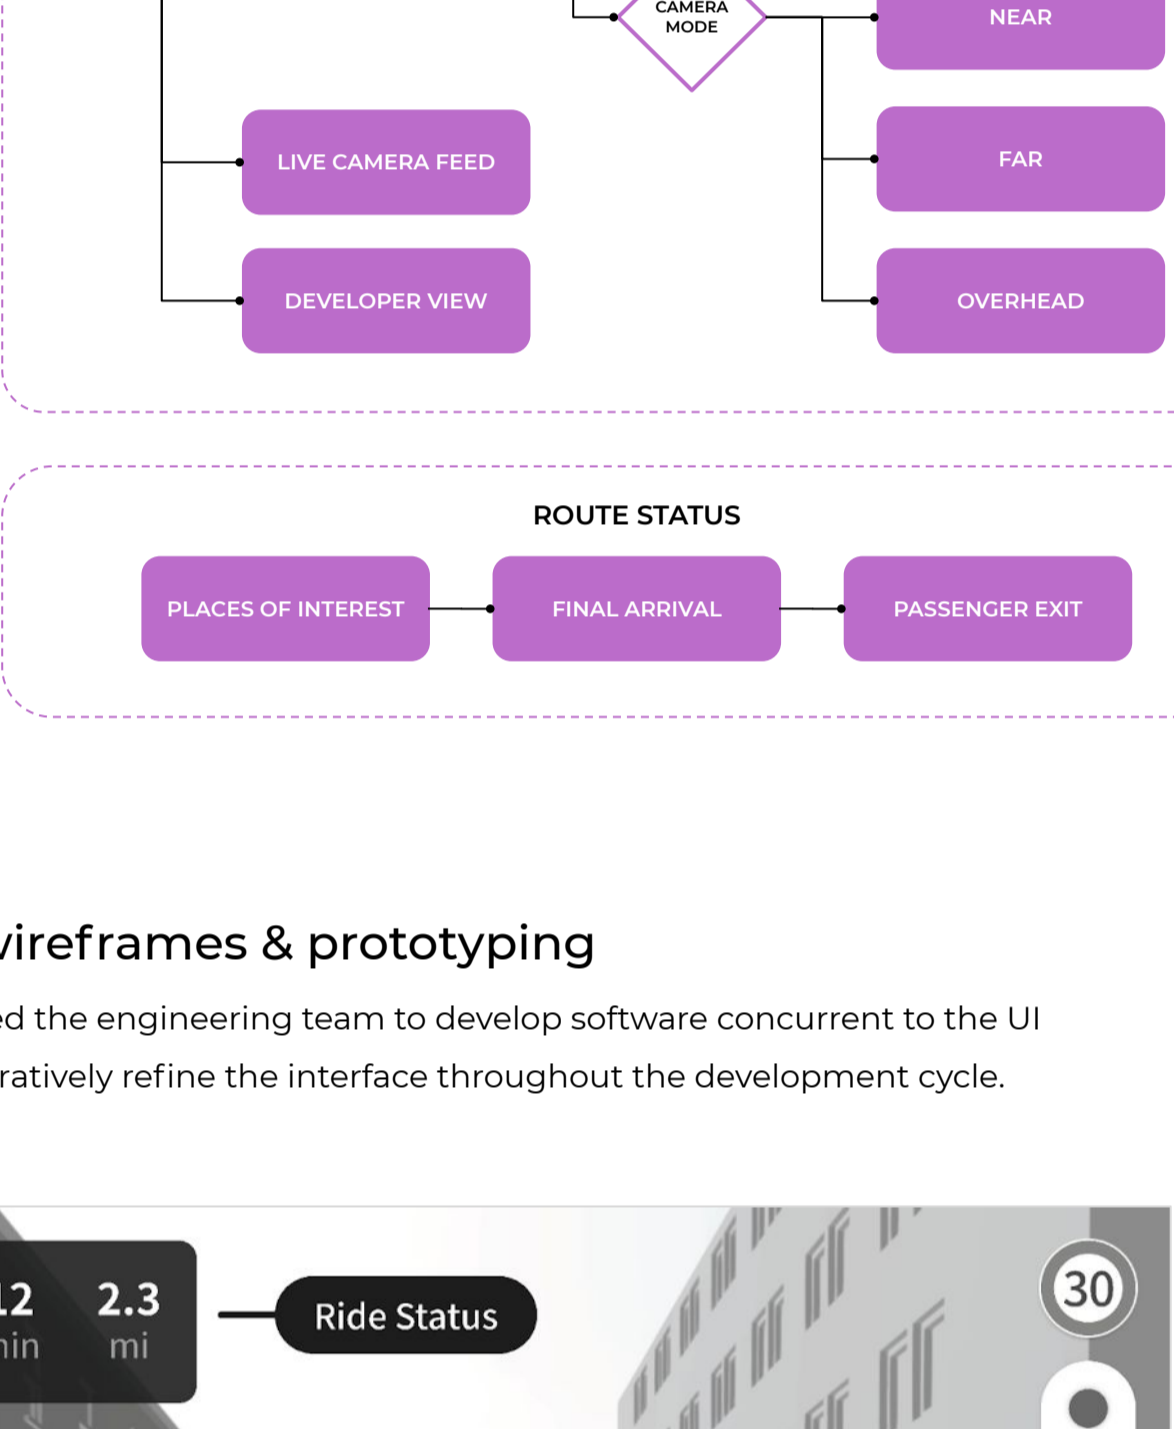 CAMERA
MODE
NEAR
LIVE CAMERA FEED
FAR
DEVELOPER VIEW
OVERHEAD
ROUTE STATUS
PLACES OF INTEREST
FINAL ARRIVAL
PASSENGER EXIT
& prototyping
the engineering team to develop software concurrent to the UI
refine the interface throughout the development cycle.
2.3
mi
Ride Status
30